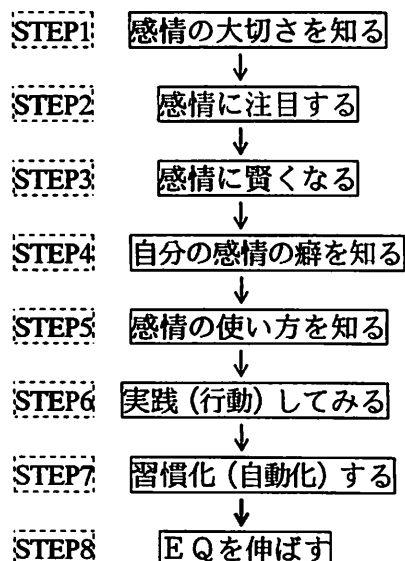 STEP1 感情の大切さを知る
↓
STEP2 感情に注目する
↓
STEP3 感情に賢くなる
↓
STEP4 自分の感情の癖を知る
↓
STEP5 感情の使い方を知る
↓
STEP6 実践（行動）してみる
↓
STEP7 習慣化（自動化）する
↓
STEP8 ＥＱを伸ばす